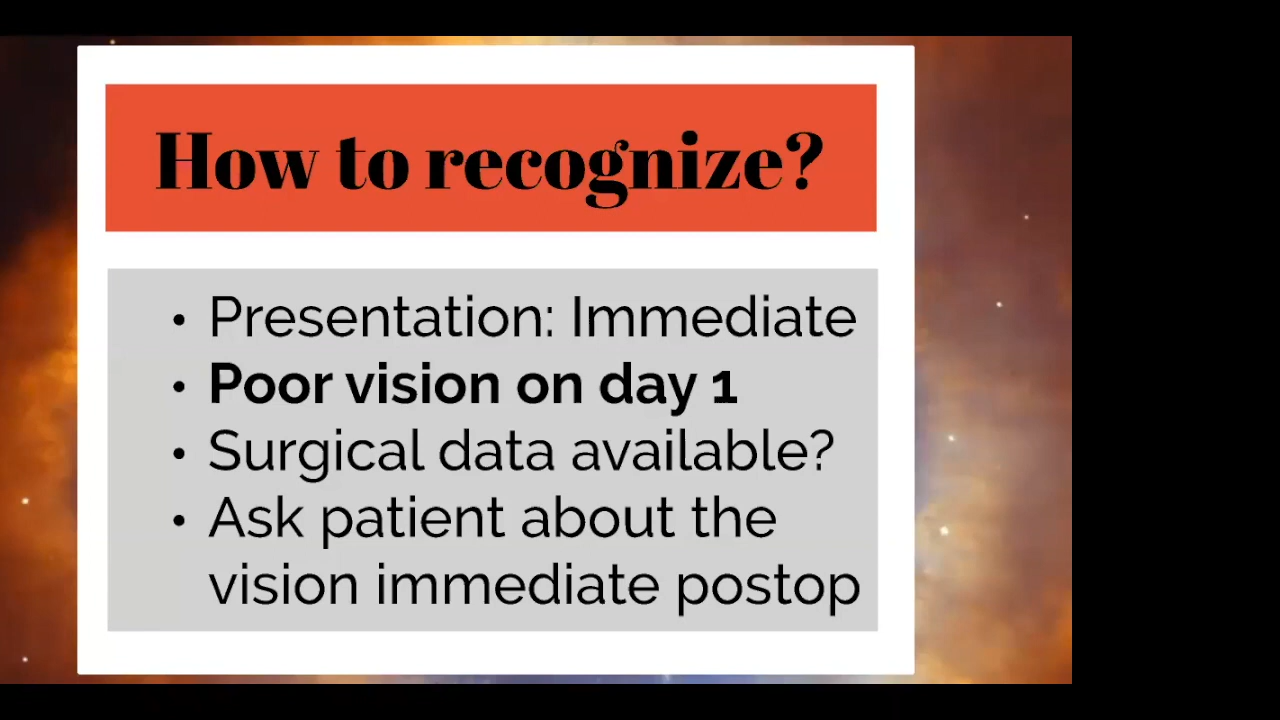 How to recognize?
• Presentation: Immediate
• Poor vision on day 1
• Surgical data available?
• Ask patient about the
vision immediate postop